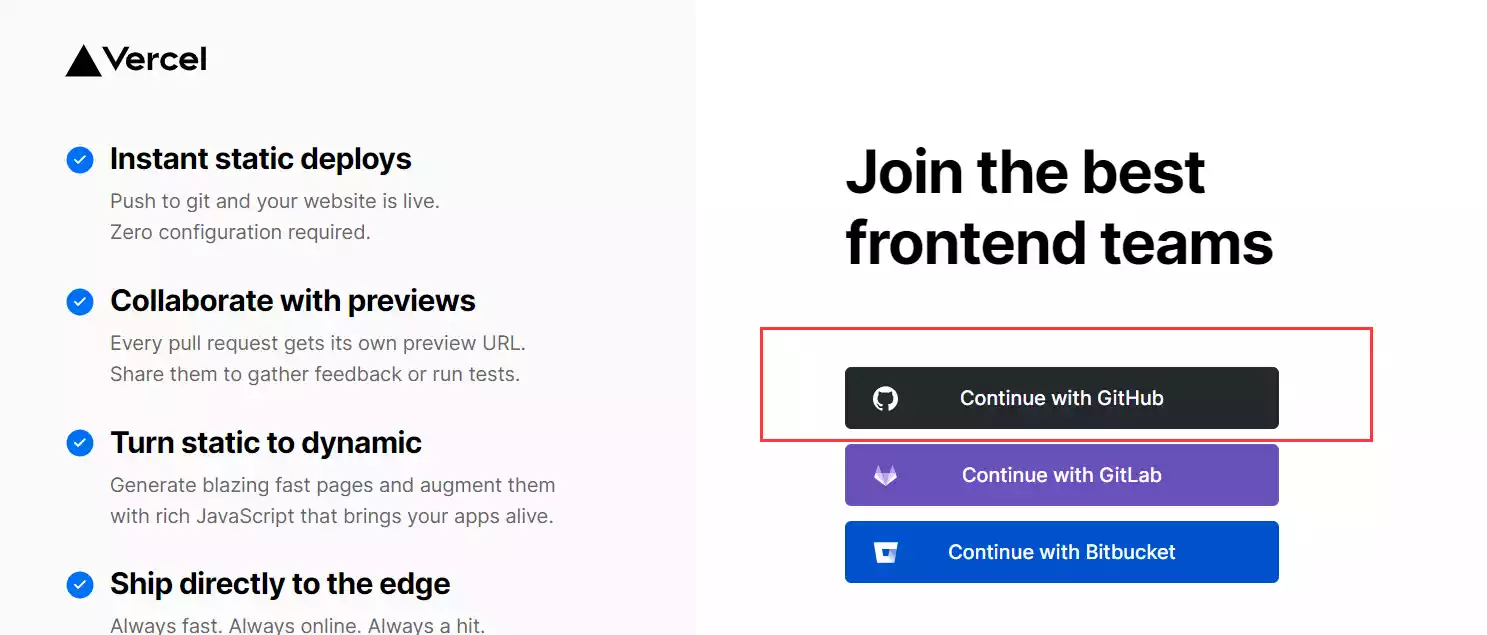 Vercel
Instant static deploys
Push to git and your website is live.
Zero configuration required.
Collaborate with previews
Every pull request gets its own preview URL.
Share them to gather feedback or run tests.
Turn static to dynamic
Generate blazing fast pages and augment them
with rich JavaScript that brings your apps alive.
Ship directly to the edge
Always fast. Always online. Always a hit.
Join the best
frontend teams
Continue with GitHub
Continue with GitLab
Continue with Bitbucket